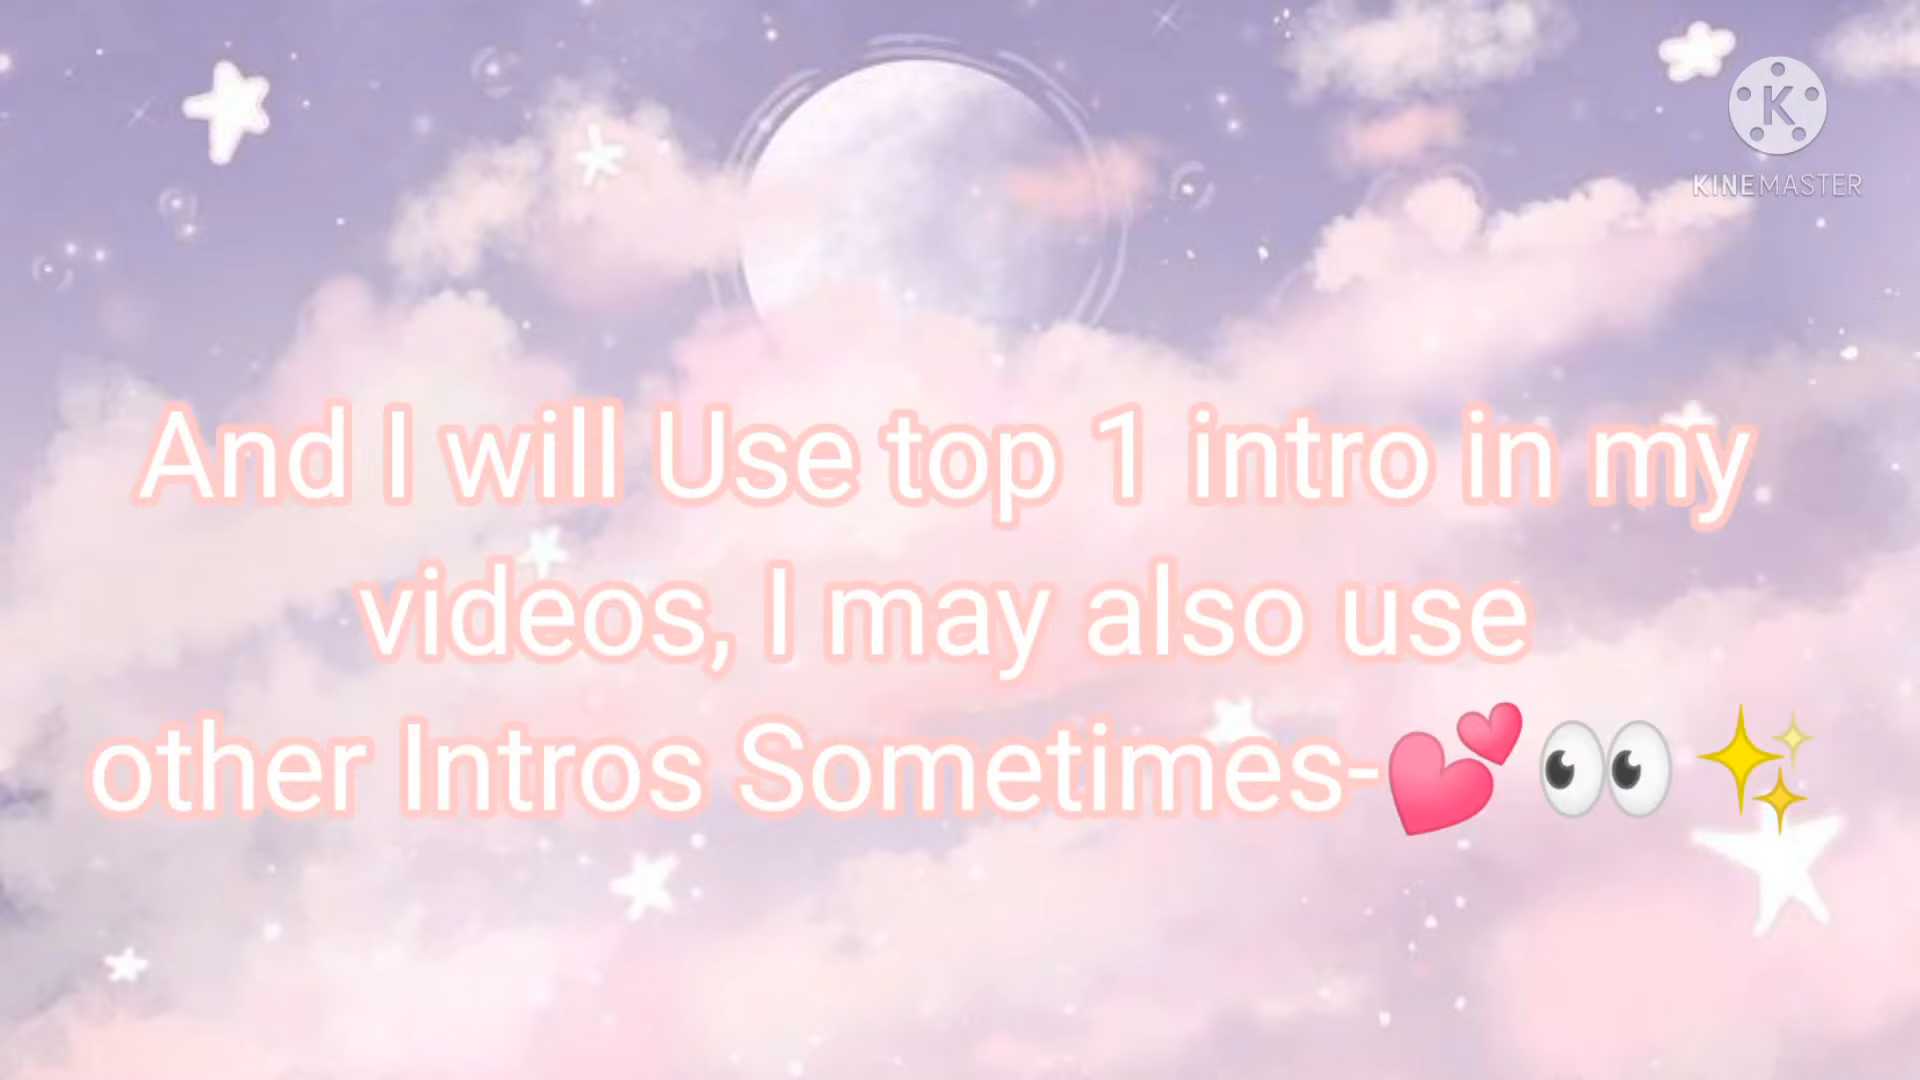 K
KINEMASTER
And I will Use top 1 intro in my
videos, I may also use
other Intros Sometimes-💕👀✨